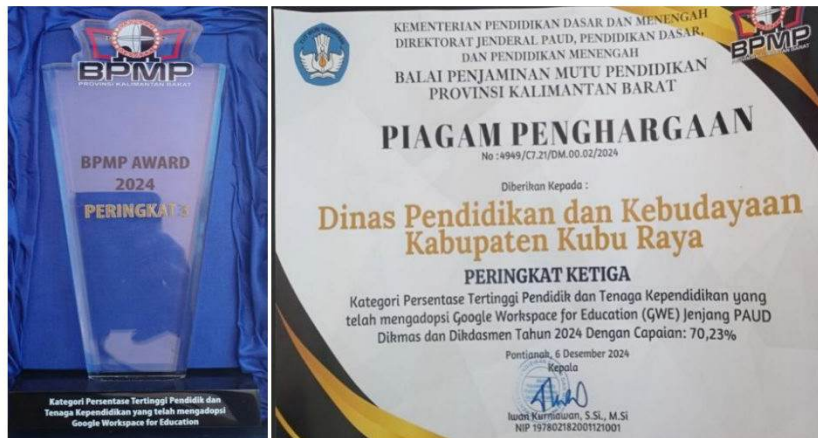 BPMP
PROVINSI KALIMANTAN BARAT
BPMP AWARD
2024
PERINGKAT 3
Kategori Persentase Tertinggi Pendidik dan
Tenaga Kependidikan yang telah mengadopsi
Google Workspace for Education
KEMENTERIAN PENDIDIKAN DASAR DAN MENENGAH
DIREKTORAT JENDERAL PAUD, PENDIDIKAN DASAR,
DAN PENDIDIKAN MENENGAH
BALAI PENJAMINAN MUTU PENDIDIKAN
PROVINSI KALIMANTAN BARAT
BPMP
PIAGAM PENGHARGAAN
No :4949/C7.21/DM.00.02/2024
Diberikan Kepada :
Dinas Pendidikan dan Kebudayaan
Kabupaten Kubu Raya
PERINGKAT KETIGA
Kategori Persentase Tertinggi Pendidik dan Tenaga Kependidikan yang
telah mengadopsi Google Workspace for Education (GWE) Jenjang PAUD
Dikmas dan Dikdasmen Tahun 2024 Dengan Capaian: 70,23%
Pontianak, 6 Desember 2024
Kepala
Iwan Kurniawan, S.Si., M.Si
NIP 197802182001121001